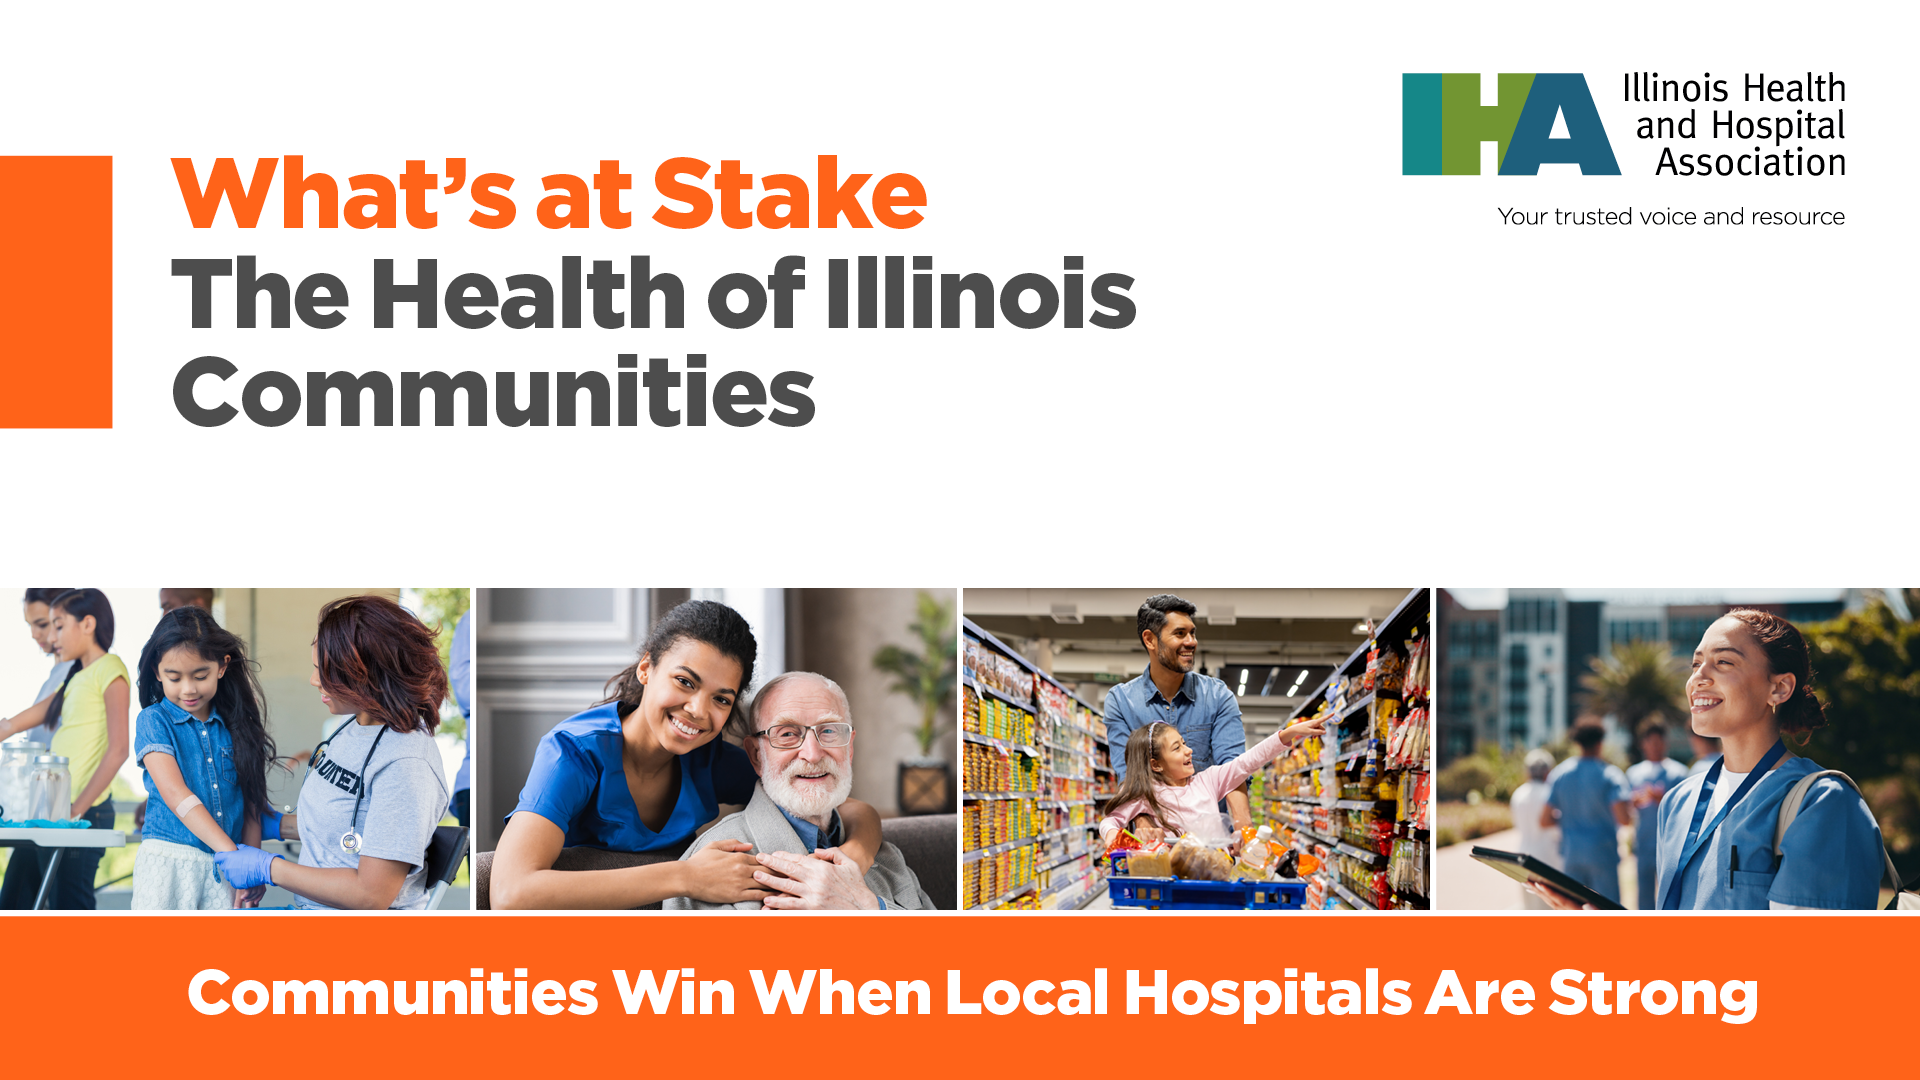 What's at Stake
The Health of Illinois
Communities
IHA
Illinois Health
and Hospital
Association
Your trusted voice and resource
Communities Win When Local Hospitals Are Strong